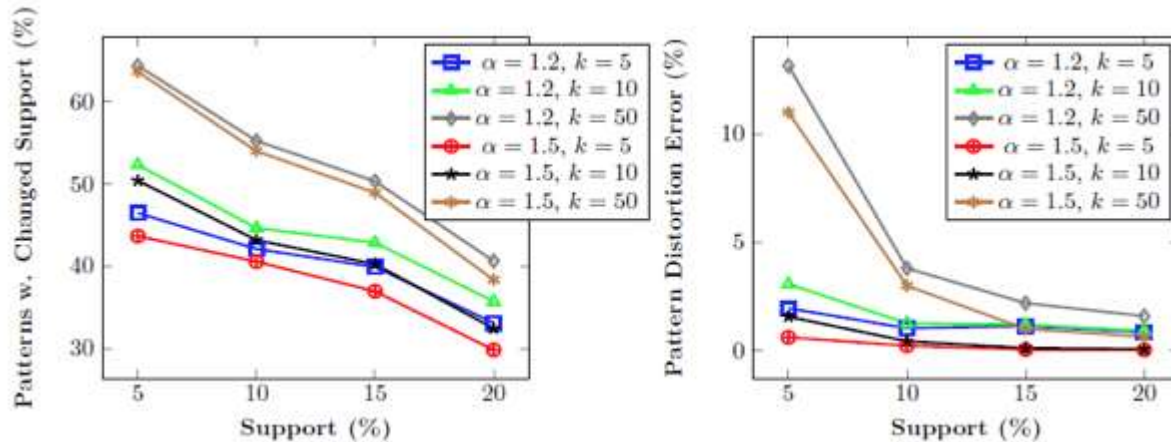 Patterns w. Changed Support (%)
60
50
40
30
5 10 15 20
Support (%)
α = 1.2, k = 5
α = 1.2, k = 10
α = 1.2, k = 50
α = 1.5, k = 5
α = 1.5, k = 10
α = 1.5, k = 50
Pattern Distortion Error (%)
10
5
0
5 10 15 20
Support (%)
α = 1.2, k = 5
α = 1.2, k = 10
α = 1.2, k = 50
α = 1.5, k = 5
α = 1.5, k = 10
α = 1.5, k = 50